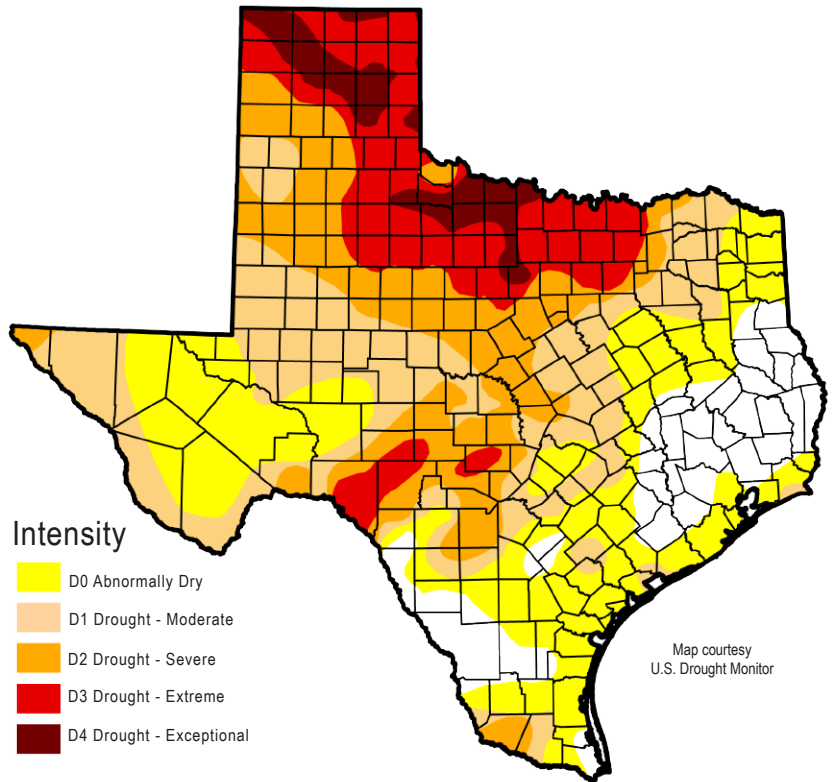 Intensity
D0 Abnormally Dry
D1 Drought - Moderate
D2 Drought - Severe
D3 Drought - Extreme
D4 Drought - Exceptional
Map courtesy
U.S. Drought Monitor